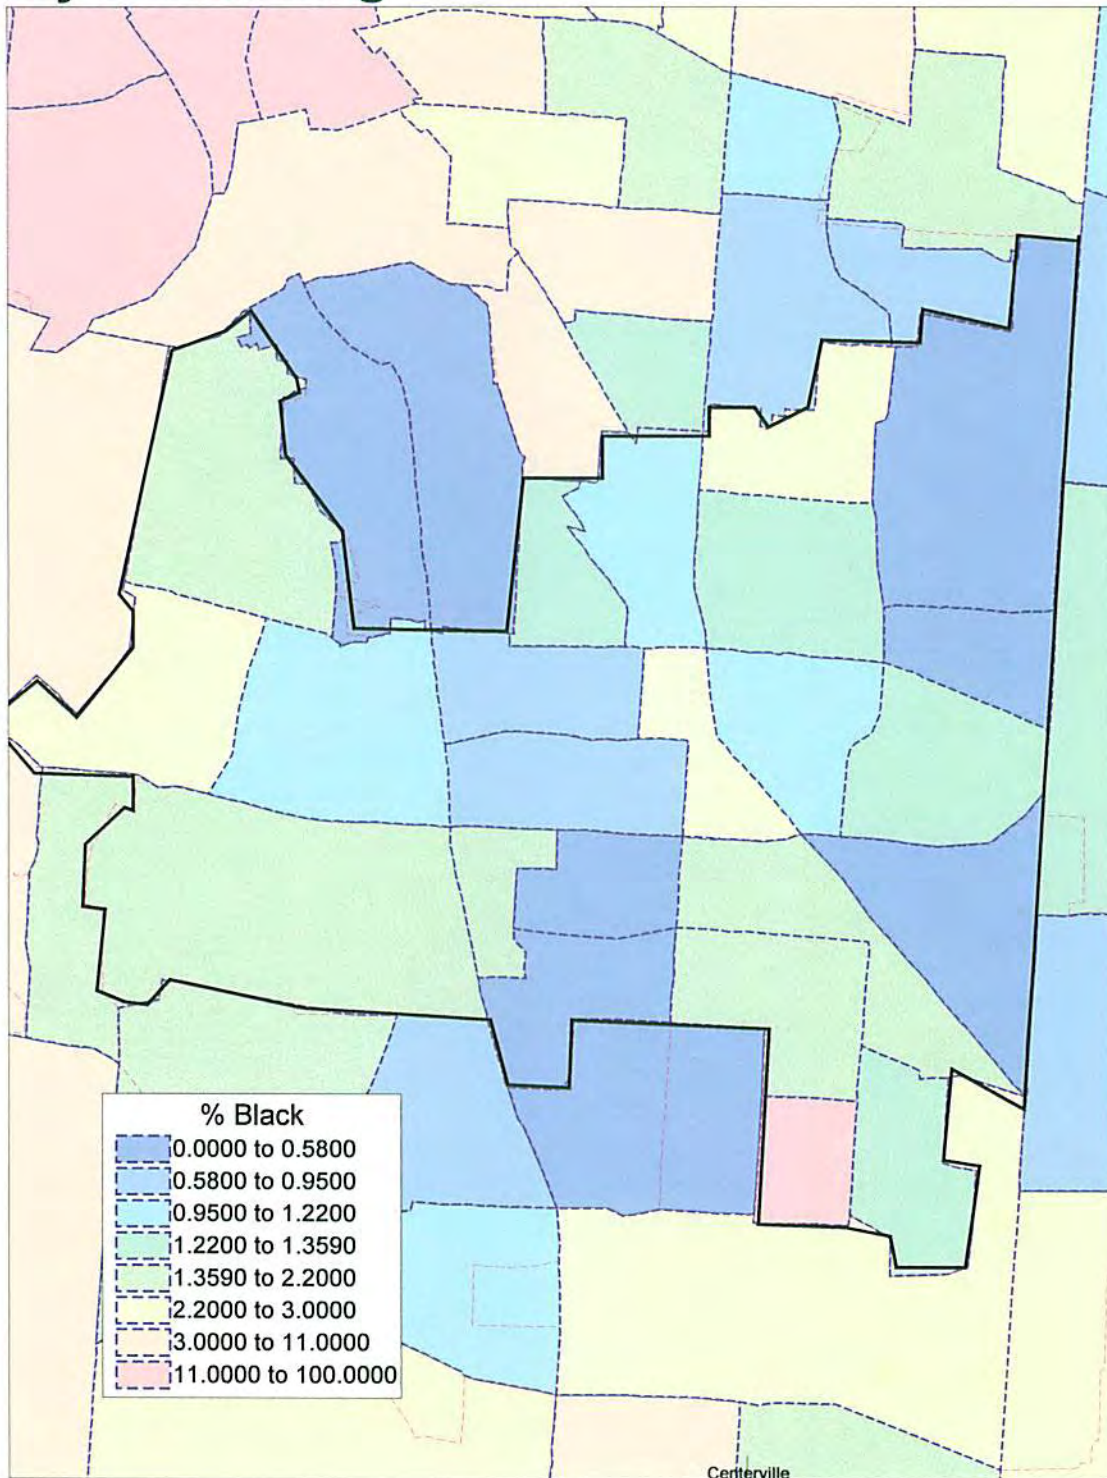 % Black
0.0000 to 0.5800
0.5800 to 0.9500
0.9500 to 1.2200
1.2200 to 1.3590
1.3590 to 2.2000
2.2000 to 3.0000
3.0000 to 11.0000
11.0000 to 100.0000
Centerville